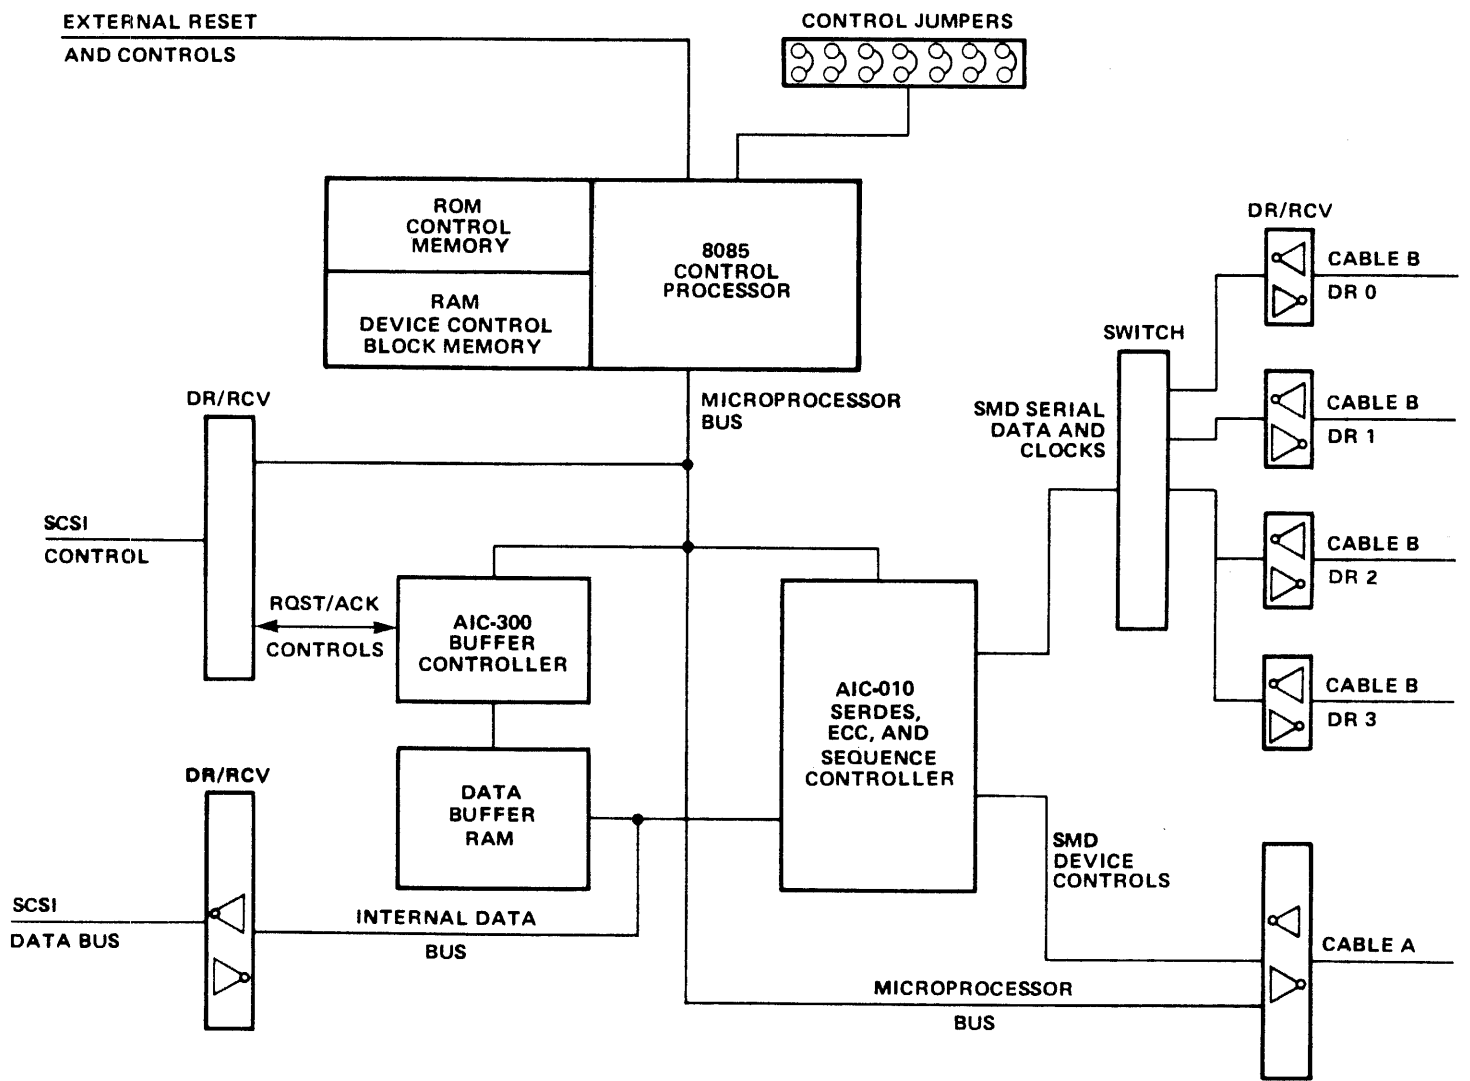 EXTERNAL RESET
AND CONTROLS
CONTROL JUMPERS
ROM
CONTROL
MEMORY
RAM
DEVICE CONTROL
BLOCK MEMORY
8085
CONTROL
PROCESSOR
MICROPROCESSOR
BUS
DR/RCV
SCSI
CONTROL
RQST/ACK
CONTROLS
AIC-300
BUFFER
CONTROLLER
DATA
BUFFER
RAM
DR/RCV
SCSI
DATA BUS
INTERNAL DATA
BUS
AIC-010
SERDES,
ECC, AND
SEQUENCE
CONTROLLER
SMD SERIAL
DATA AND
CLOCKS
SWITCH
DR/RCV
CABLE B
DR 0
CABLE B
DR 1
CABLE B
DR 2
CABLE B
DR 3
SMD
DEVICE
CONTROLS
CABLE A
MICROPROCESSOR
BUS